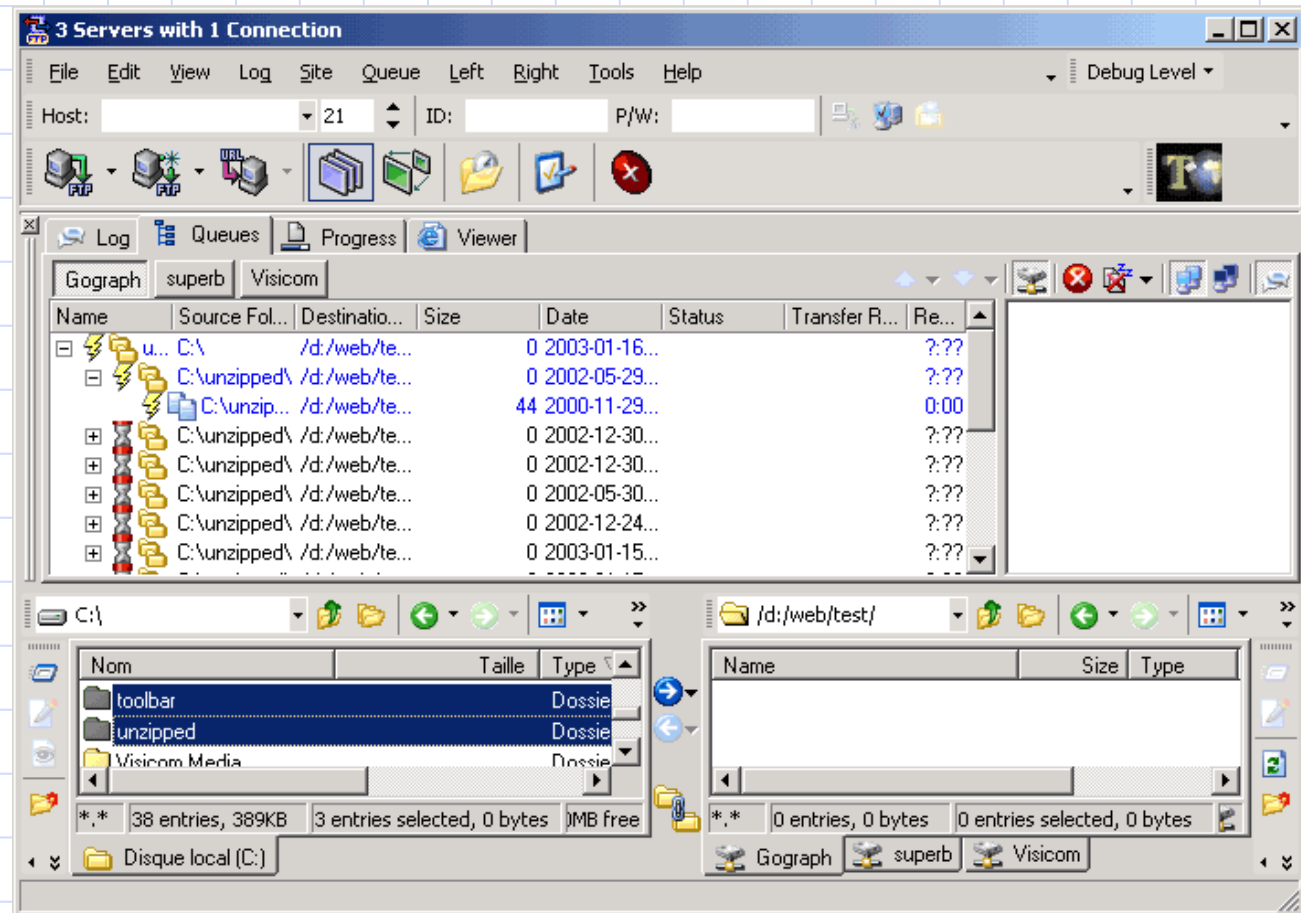 3 Servers with 1 Connection
File Edit View Log Site Queue Left Right Tools Help Debug Level
Host: 21 ID: P/W:
FTP FTP URL T
Log Queues Progress Viewer
Gograph superb Visicom
Name Source Fol... Destinatio... Size Date Status Transfer R... Re...
u... C:\ /d:/web/te... 0 2003-01-16... ?:??
C:\unzipped\ /d:/web/te... 0 2002-05-29... ?:??
C:\unzip... /d:/web/te... 44 2000-11-29... 0:00
C:\unzipped\ /d:/web/te... 0 2002-12-30... ?:??
C:\unzipped\ /d:/web/te... 0 2002-12-30... ?:??
C:\unzipped\ /d:/web/te... 0 2002-05-30... ?:??
C:\unzipped\ /d:/web/te... 0 2002-12-24... ?:??
C:\unzipped\ /d:/web/te... 0 2003-01-15... ?:??
C:\ /d:/web/test/
Nom Taille Type Name Size Type
toolbar Dossie
unzipped Dossie
Visicom Media Dossie
*.* 38 entries, 389KB 3 entries selected, 0 bytes MB free *.* 0 entries, 0 bytes 0 entries selected, 0 bytes
Disque local (C:) Gograph superb Visicom